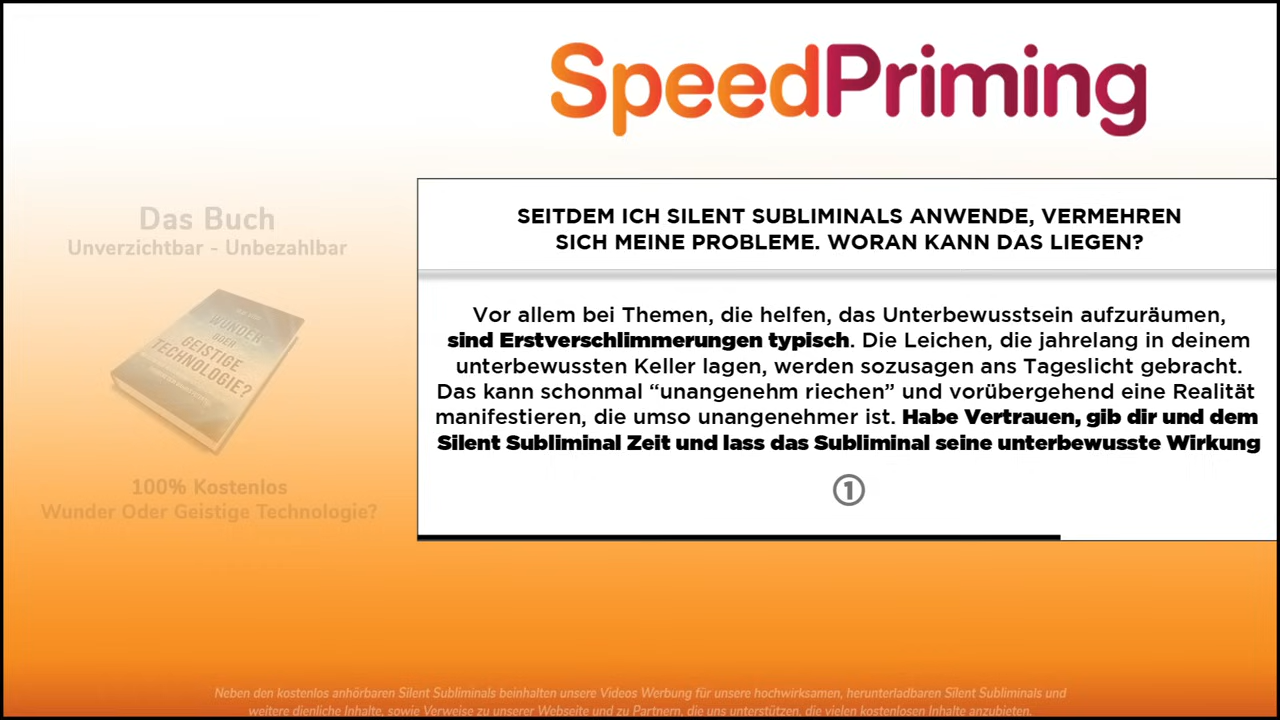 SpeedPriming
Das Buch
Unverzichtbar - Unbezahlbar
WUNDER
ODER
GEISTIGE
TECHNOLOGIE?
100% Kostenlos
Wunder Oder Geistige Technologie?
SEITDEM ICH SILENT SUBLIMINALS ANWENDE, VERMEHREN
SICH MEINE PROBLEME. WORAN KANN DAS LIEGEN?
Vor allem bei Themen, die helfen, das Unterbewusstsein aufzuräumen,
sind Erstverschlimmerungen typisch. Die Leichen, die jahrelang in deinem
unterbewussten Keller lagen, werden sozusagen ans Tageslicht gebracht.
Das kann schonmal “unangenehm riechen” und vorübergehend eine Realität
manifestieren, die umso unangenehmer ist. Habe Vertrauen, gib dir und dem
Silent Subliminal Zeit und lass das Subliminal seine unterbewusste Wirkung
①
Neben den kostenlos anhörbaren Silent Subliminals beinhalten unsere Videos Werbung für unsere hochwirksamen, herunterladbaren Silent Subliminals und
weitere dienliche Inhalte, sowie Verweise zu unserer Webseite und zu Partnern, die uns unterstützen, die vielen kostenlosen Inhalte anzubieten.